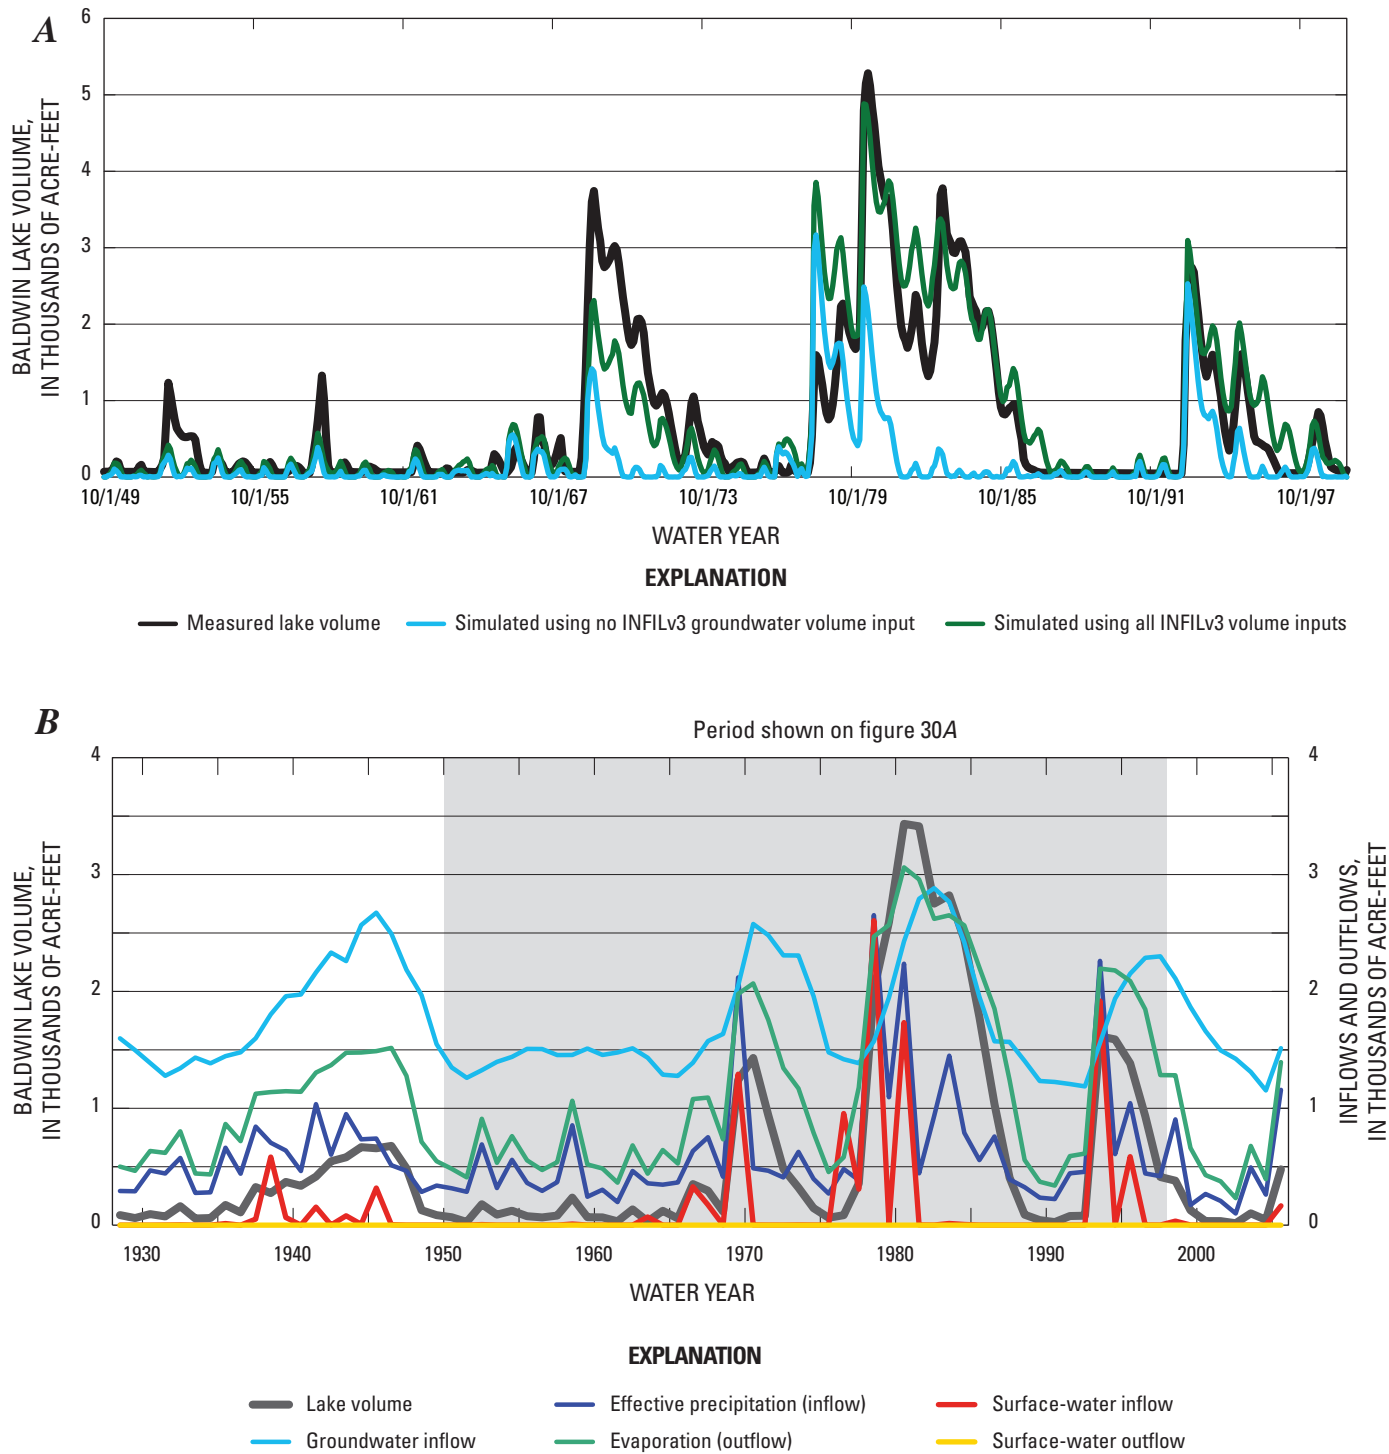 A
BALDWIN LAKE VOLIUME,
IN THOUSANDS OF ACRE-FEET
6
5
4
3
2
1
0
10/1/49 10/1/55 10/1/61 10/1/67 10/1/73 10/1/79 10/1/85 10/1/91 10/1/97
WATER YEAR
EXPLANATION
Measured lake volume Simulated using no INFILv3 groundwater volume input Simulated using all INFILv3 volume inputs
B
Period shown on figure 30A
BALDWIN LAKE VOLUME,
IN THOUSANDS OF ACRE-FEET
4
3
2
1
0
4
3
2
1
0
INFLOWS AND OUTFLOWS,
IN THOUSANDS OF ACRE-FEET
1930 1940 1950 1960 1970 1980 1990 2000
WATER YEAR
EXPLANATION
Lake volume Effective precipitation (inflow) Surface-water inflow
Groundwater inflow Evaporation (outflow) Surface-water outflow